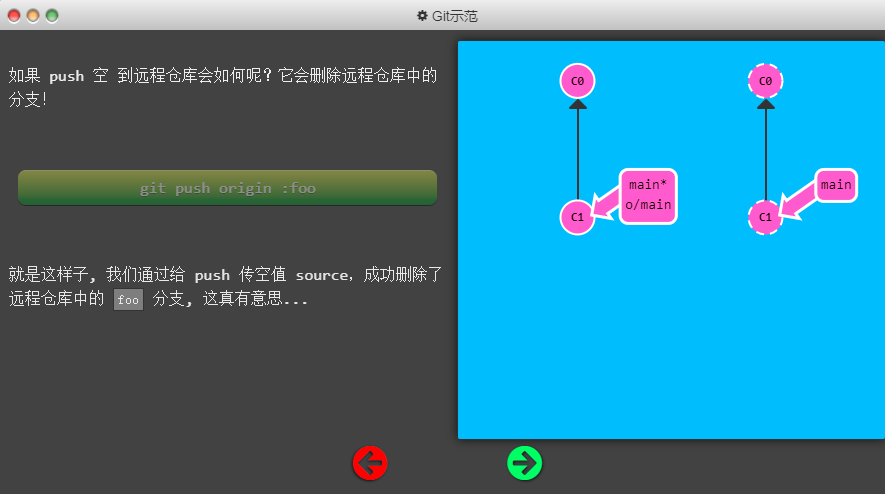 Git示范
如果 push 空 到远程仓库会如何呢？它会删除远程仓库中的
分支！
git push origin :foo
就是这样子, 我们通过给 push 传空值 source，成功删除了
远程仓库中的 foo 分支, 这真有意思...
C0
C0
main*
o/main
main
C1
C1